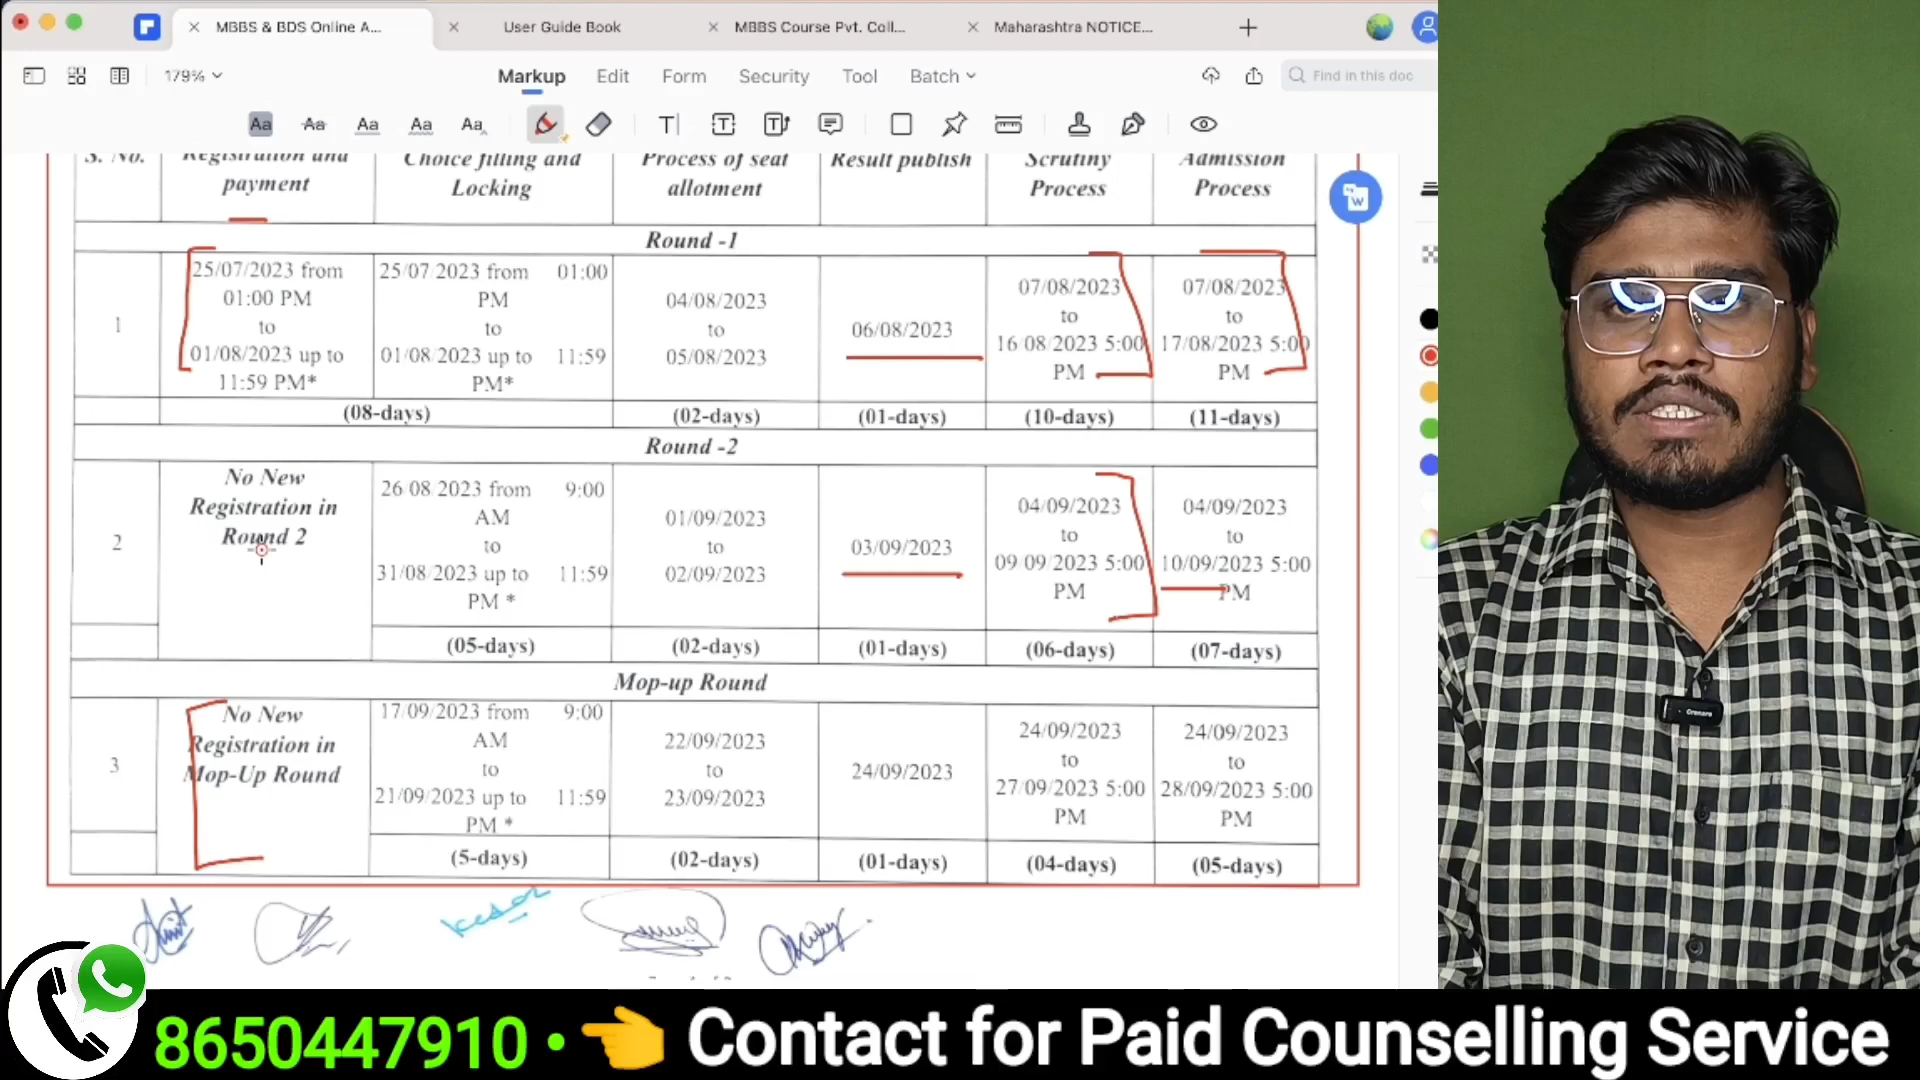 MBBS & BDS Online A...
User Guide Book
MBBS Course Pvt. Coll...
Maharashtra NOTICE...
179%
Markup
Edit
Form
Security
Tool
Batch
Find in this doc
S. No.
Registration and payment
Choice filling and Locking
Process of seat allotment
Result publish
Scrutiny Process
Admission Process
Round -1
1
25/07/2023 from
01:00 PM
to
01/08/2023 up to
11:59 PM*
25/07 2023 from 01:00
PM
to
01/08/2023 up to 11:59
PM*
04/08/2023
to
05/08/2023
06/08/2023
07/08/2023
to
16 08/2023 5:00
PM
07/08/2023
to
17/08/2023 5:00
PM
(08-days)
(02-days)
(01-days)
(10-days)
(11-days)
Round -2
2
No New
Registration in
Round 2
26 08 2023 from 9:00
AM
to
31/08/2023 up to 11:59
PM *
01/09/2023
to
02/09/2023
03/09/2023
04/09/2023
to
09 09 2023 5:00
PM
04/09/2023
to
10/09/2023 5:00
PM
(05-days)
(02-days)
(01-days)
(06-days)
(07-days)
Mop-up Round
3
No New
Registration in
Mop-Up Round
17/09/2023 from 9:00
AM
to
21/09/2023 up to 11:59
PM *
22/09/2023
to
23/09/2023
24/09/2023
24/09/2023
to
27/09/2023 5:00
PM
24/09/2023
to
28/09/2023 5:00
PM
(5-days)
(02-days)
(01-days)
(04-days)
(05-days)
8650447910 • 👈 Contact for Paid Counselling Service